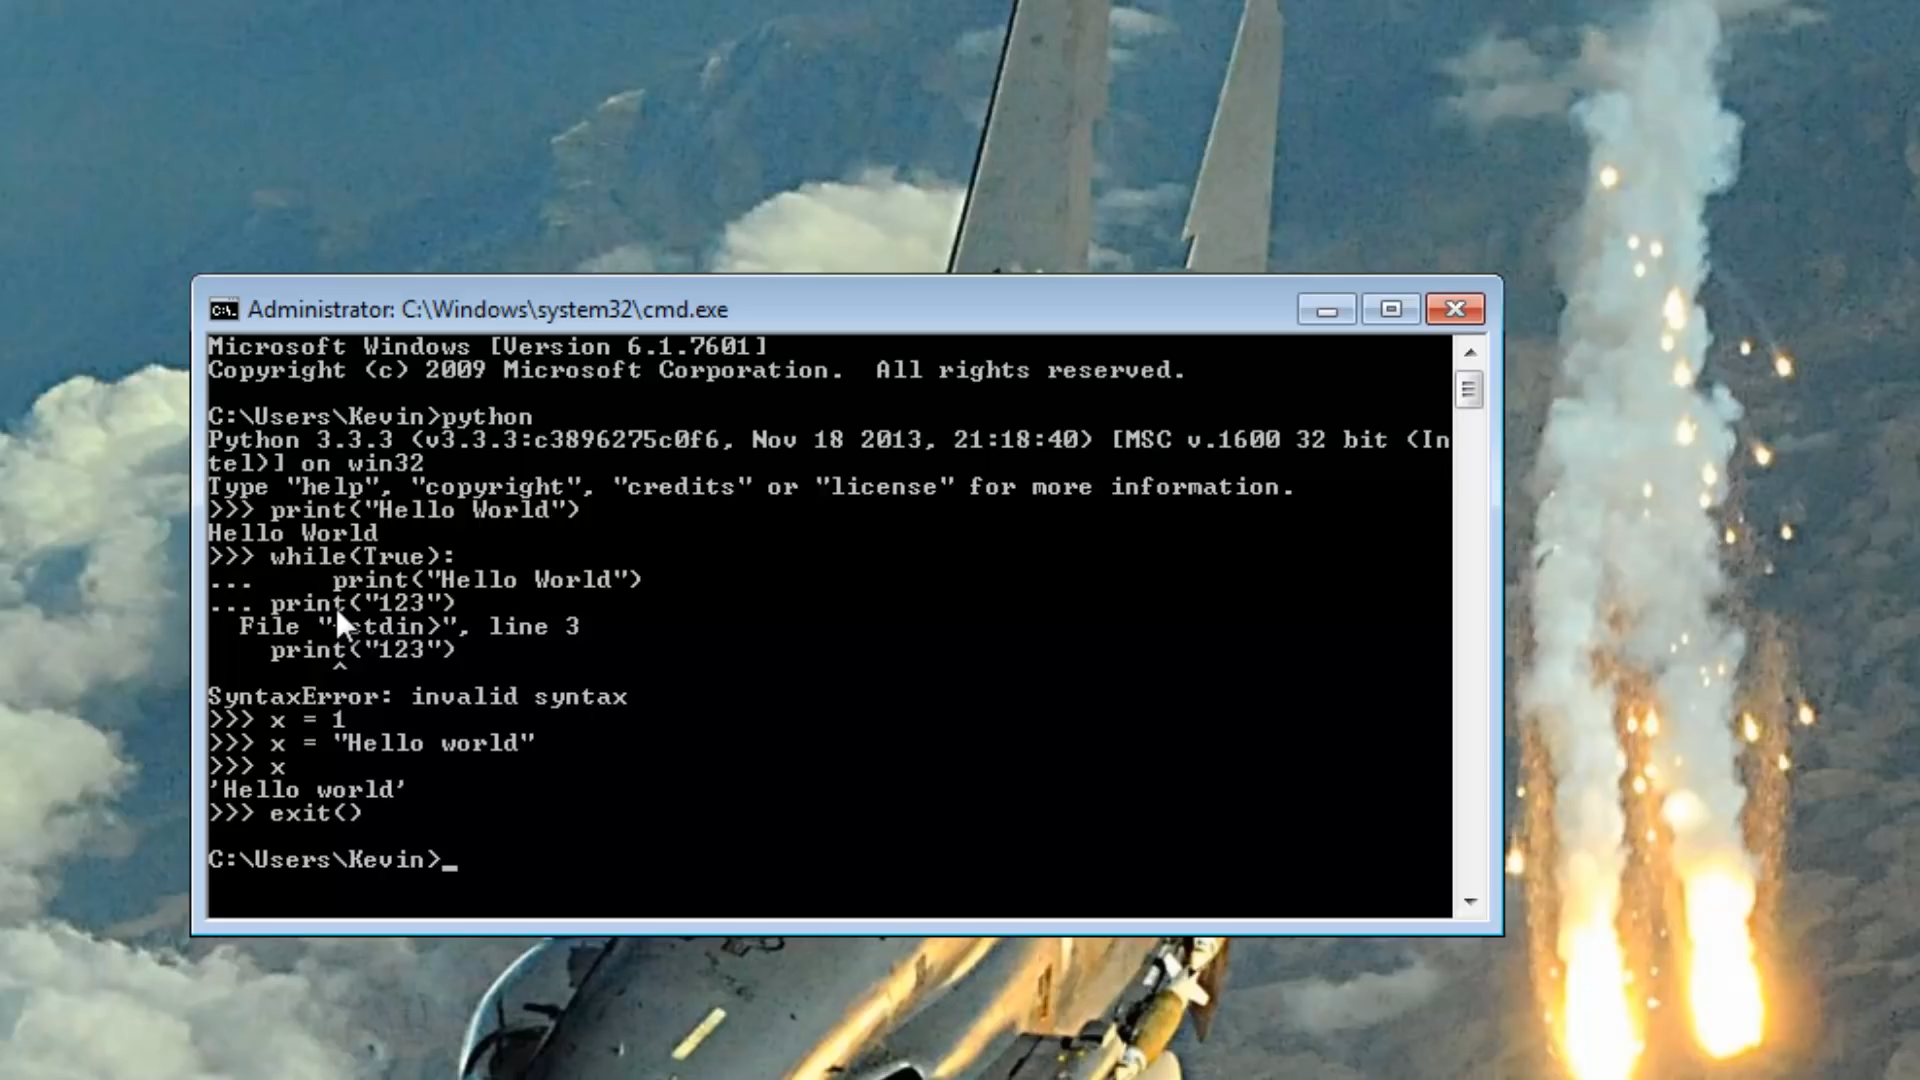 Administrator: C:\Windows\system32\cmd.exe
Microsoft Windows [Version 6.1.7601]
Copyright (c) 2009 Microsoft Corporation.  All rights reserved.
C:\Users\Kevin>python
Python 3.3.3 (v3.3.3:c3896275c0f6, Nov 18 2013, 21:18:40) [MSC v.1600 32 bit (In
tel)] on win32
Type "help", "copyright", "credits" or "license" for more information.
>>> print("Hello World")
Hello World
>>> while(True):
...     print("Hello World")
... print("123")
  File "<stdin>", line 3
    print("123")
        ^
SyntaxError: invalid syntax
>>> x = 1
>>> x = "Hello world"
>>> x
'Hello world'
>>> exit()
C:\Users\Kevin>_